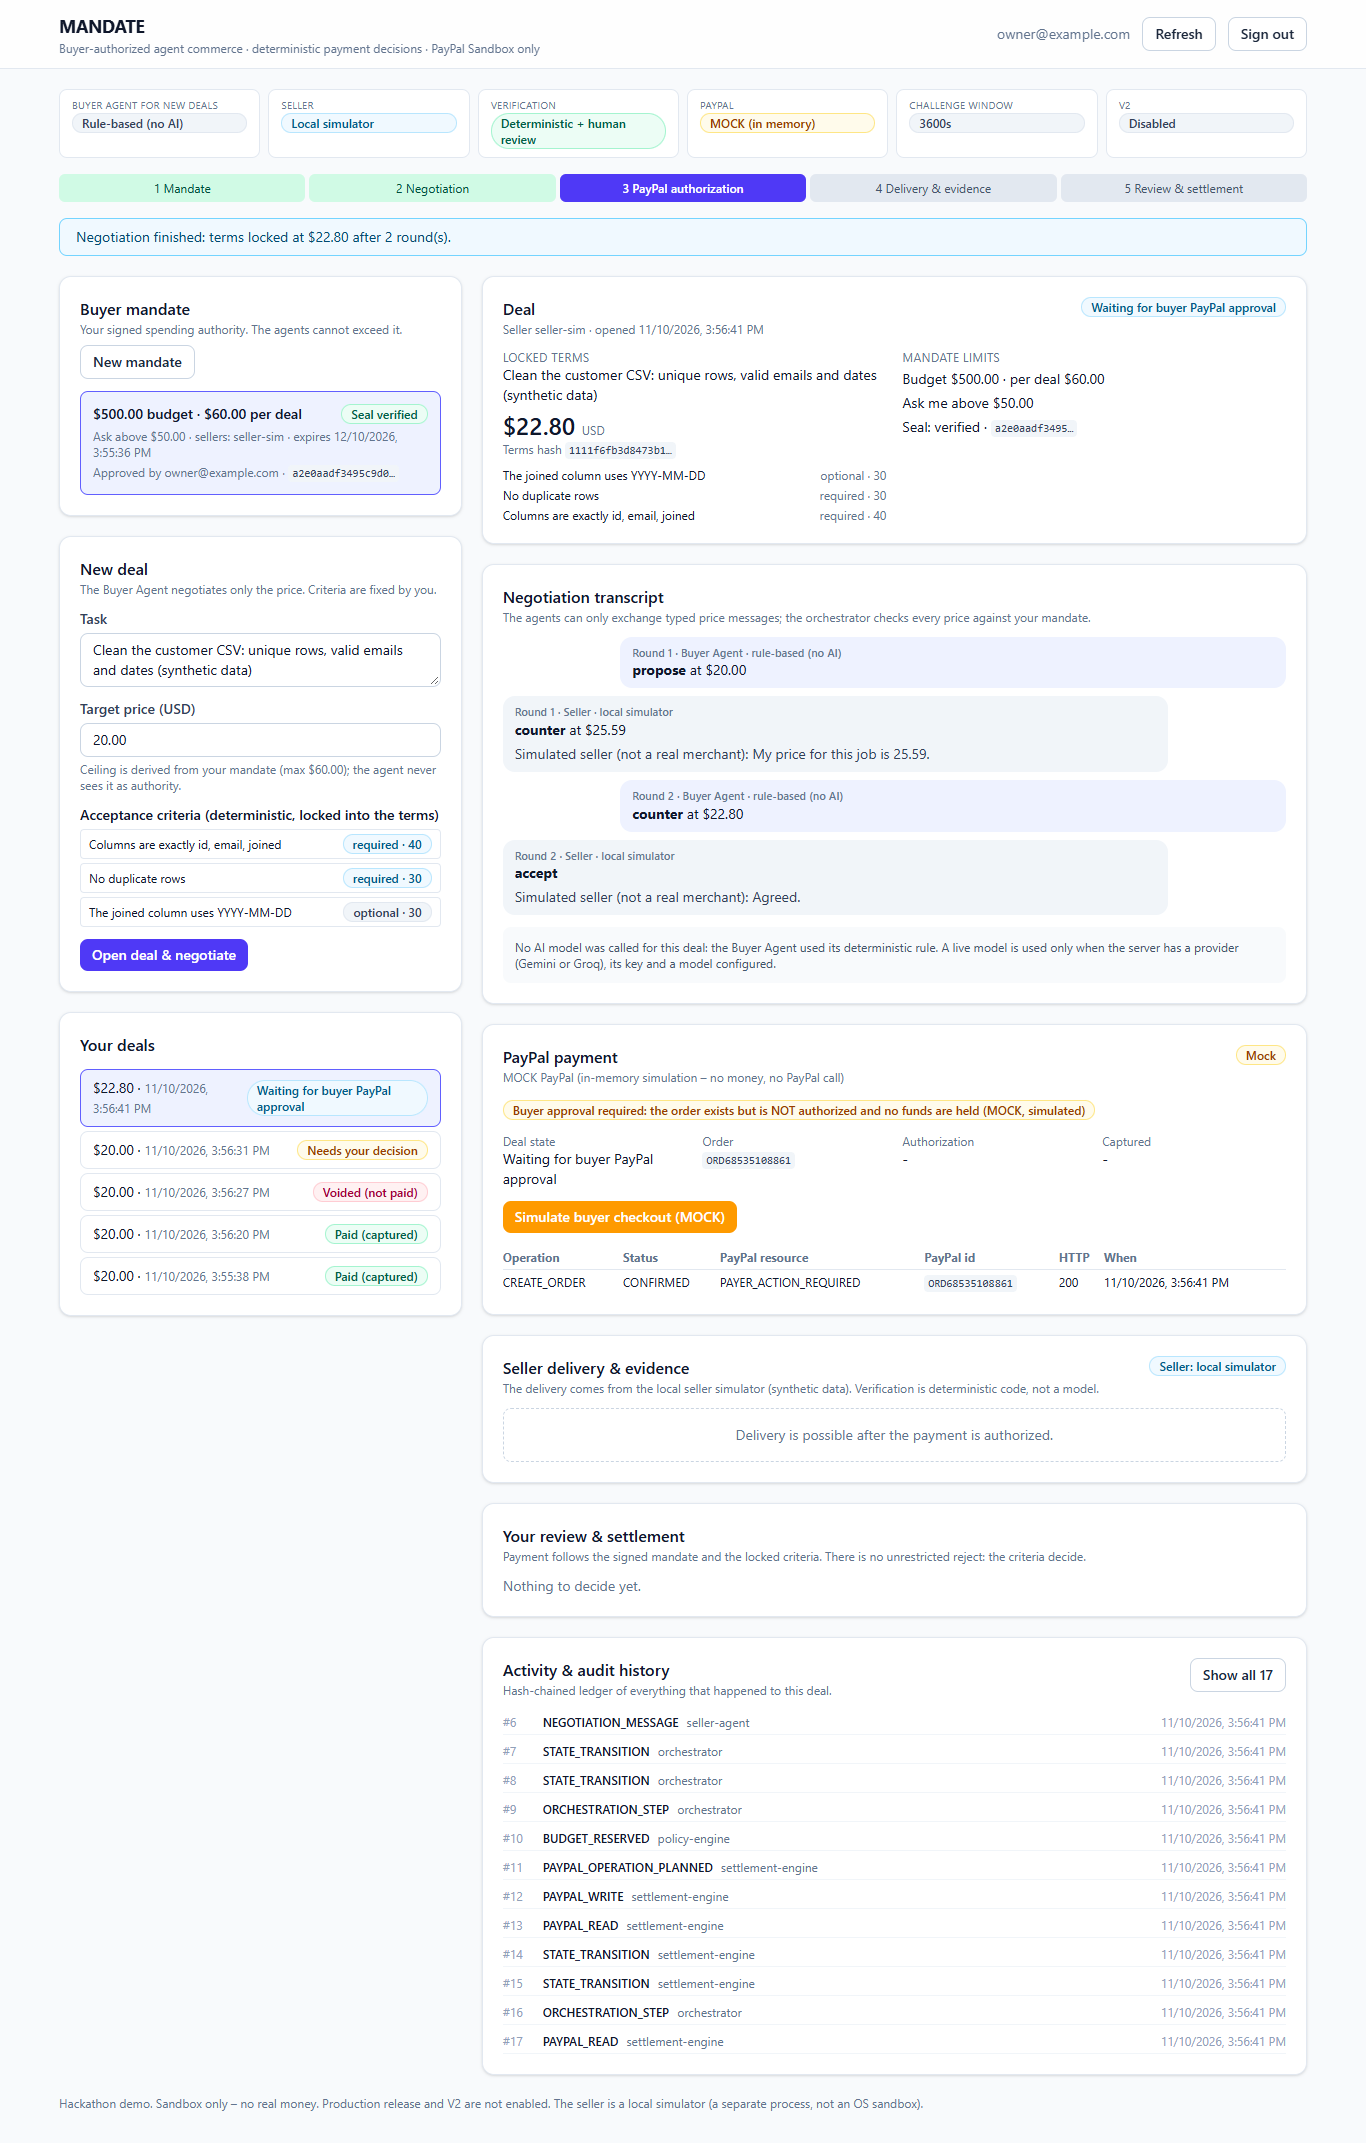 MANDATE
Buyer-authorized agent commerce · deterministic payment decisions · PayPal Sandbox only
owner@example.com
Refresh
Sign out
BUYER AGENT FOR NEW DEALS
Rule-based (no AI)
SELLER
Local simulator
VERIFICATION
Deterministic + human
review
PAYPAL
MOCK (in memory)
CHALLENGE WINDOW
3600s
V2
Disabled
1 Mandate
2 Negotiation
3 PayPal authorization
4 Delivery & evidence
5 Review & settlement
Negotiation finished: terms locked at $22.80 after 2 round(s).
Buyer mandate
Your signed spending authority. The agents cannot exceed it.
New mandate
$500.00 budget · $60.00 per deal
Seal verified
Ask above $50.00 · sellers: seller-sim · expires 12/10/2026,
3:55:36 PM
Approved by owner@example.com · a2e0aadf3495c9d0…
New deal
The Buyer Agent negotiates only the price. Criteria are fixed by you.
Task
Clean the customer CSV: unique rows, valid emails
and dates (synthetic data)
Target price (USD)
20.00
Ceiling is derived from your mandate (max $60.00); the agent never
sees it as authority.
Acceptance criteria (deterministic, locked into the terms)
Columns are exactly id, email, joined
required · 40
No duplicate rows
required · 30
The joined column uses YYYY-MM-DD
optional · 30
Open deal & negotiate
Your deals
$22.80 · 11/10/2026,
3:56:41 PM
Waiting for buyer PayPal
approval
$20.00 · 11/10/2026, 3:56:31 PM
Needs your decision
$20.00 · 11/10/2026, 3:56:27 PM
Voided (not paid)
$20.00 · 11/10/2026, 3:56:20 PM
Paid (captured)
$20.00 · 11/10/2026, 3:55:38 PM
Paid (captured)
Deal
Waiting for buyer PayPal approval
Seller seller-sim · opened 11/10/2026, 3:56:41 PM
LOCKED TERMS
Clean the customer CSV: unique rows, valid emails and dates
(synthetic data)
$22.80 USD
Terms hash 1111f6fb3d8473b1…
The joined column uses YYYY-MM-DD
optional · 30
No duplicate rows
required · 30
Columns are exactly id, email, joined
required · 40
MANDATE LIMITS
Budget $500.00 · per deal $60.00
Ask me above $50.00
Seal: verified · a2e0aadf3495…
Negotiation transcript
The agents can only exchange typed price messages; the orchestrator checks every price against your mandate.
Round 1 · Buyer Agent · rule-based (no AI)
propose at $20.00
Round 1 · Seller · local simulator
counter at $25.59
Simulated seller (not a real merchant): My price for this job is 25.59.
Round 2 · Buyer Agent · rule-based (no AI)
counter at $22.80
Round 2 · Seller · local simulator
accept
Simulated seller (not a real merchant): Agreed.
No AI model was called for this deal: the Buyer Agent used its deterministic rule. A live model is used only when the server has a provider
(Gemini or Groq), its key and a model configured.
PayPal payment
Mock
MOCK PayPal (in-memory simulation – no money, no PayPal call)
Buyer approval required: the order exists but is NOT authorized and no funds are held (MOCK, simulated)
Deal state
Waiting for buyer PayPal
approval
Order
ORD68535108861
Authorization
-
Captured
-
Simulate buyer checkout (MOCK)
Operation Status PayPal resource PayPal id HTTP When
CREATE_ORDER CONFIRMED PAYER_ACTION_REQUIRED ORD68535108861 200 11/10/2026, 3:56:41 PM
Seller delivery & evidence
Seller: local simulator
The delivery comes from the local seller simulator (synthetic data). Verification is deterministic code, not a model.
Delivery is possible after the payment is authorized.
Your review & settlement
Payment follows the signed mandate and the locked criteria. There is no unrestricted reject: the criteria decide.
Nothing to decide yet.
Activity & audit history
Show all 17
Hash-chained ledger of everything that happened to this deal.
#6 NEGOTIATION_MESSAGE seller-agent 11/10/2026, 3:56:41 PM
#7 STATE_TRANSITION orchestrator 11/10/2026, 3:56:41 PM
#8 STATE_TRANSITION orchestrator 11/10/2026, 3:56:41 PM
#9 ORCHESTRATION_STEP orchestrator 11/10/2026, 3:56:41 PM
#10 BUDGET_RESERVED policy-engine 11/10/2026, 3:56:41 PM
#11 PAYPAL_OPERATION_PLANNED settlement-engine 11/10/2026, 3:56:41 PM
#12 PAYPAL_WRITE settlement-engine 11/10/2026, 3:56:41 PM
#13 PAYPAL_READ settlement-engine 11/10/2026, 3:56:41 PM
#14 STATE_TRANSITION settlement-engine 11/10/2026, 3:56:41 PM
#15 STATE_TRANSITION settlement-engine 11/10/2026, 3:56:41 PM
#16 ORCHESTRATION_STEP orchestrator 11/10/2026, 3:56:41 PM
#17 PAYPAL_READ settlement-engine 11/10/2026, 3:56:41 PM
Hackathon demo. Sandbox only – no real money. Production release and V2 are not enabled. The seller is a local simulator (a separate process, not an OS sandbox).